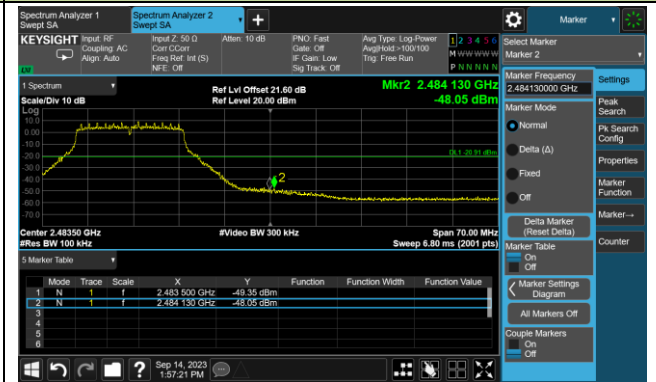 Spectrum Analyzer 1
Swept SA
Spectrum Analyzer 2
Swept SA
+
Marker
KEYSIGHT
Input: RF
Coupling: AC
Align: Auto
Input Z: 50 Ω
Corr CCorr
Freq Ref: Int (S)
NFE: Off
Atten: 10 dB
PNO: Fast
Gate: Off
IF Gain: Low
Sig Track: Off
Avg Type: Log-Power
Avg|Hold:>100/100
Trig: Free Run
1 2 3 4 5 6
M W W W W W
P N N N N N
LXI
1 Spectrum
Scale/Div 10 dB
Log
Ref Lvl Offset 21.60 dB
Ref Level 20.00 dBm
Mkr2 2.484 130 GHz
-48.05 dBm
10.0
0.00
-10.0
-20.0
-30.0
-40.0
-50.0
-60.0
-70.0
DL1 -20.91 dBm
2
Center 2.48350 GHz
#Res BW 100 kHz
#Video BW 300 kHz
Span 70.00 MHz
Sweep 6.80 ms (2001 pts)
5 Marker Table
Mode Trace Scale X Y Function Function Width Function Value
1 N 1 f 2.483 500 GHz -49.35 dBm
2 N 1 f 2.484 130 GHz -48.05 dBm
3
4
5
6
Sep 14, 2023
1:57:21 PM
Select Marker
Marker 2
Marker Frequency
2.484130000 GHz
Marker Mode
Normal
Delta (Δ)
Fixed
Off
Delta Marker
(Reset Delta)
Marker Table
On
Off
Marker Settings
Diagram
All Markers Off
Couple Markers
On
Off
Settings
Peak
Search
Pk Search
Config
Properties
Marker
Function
Marker→
Counter